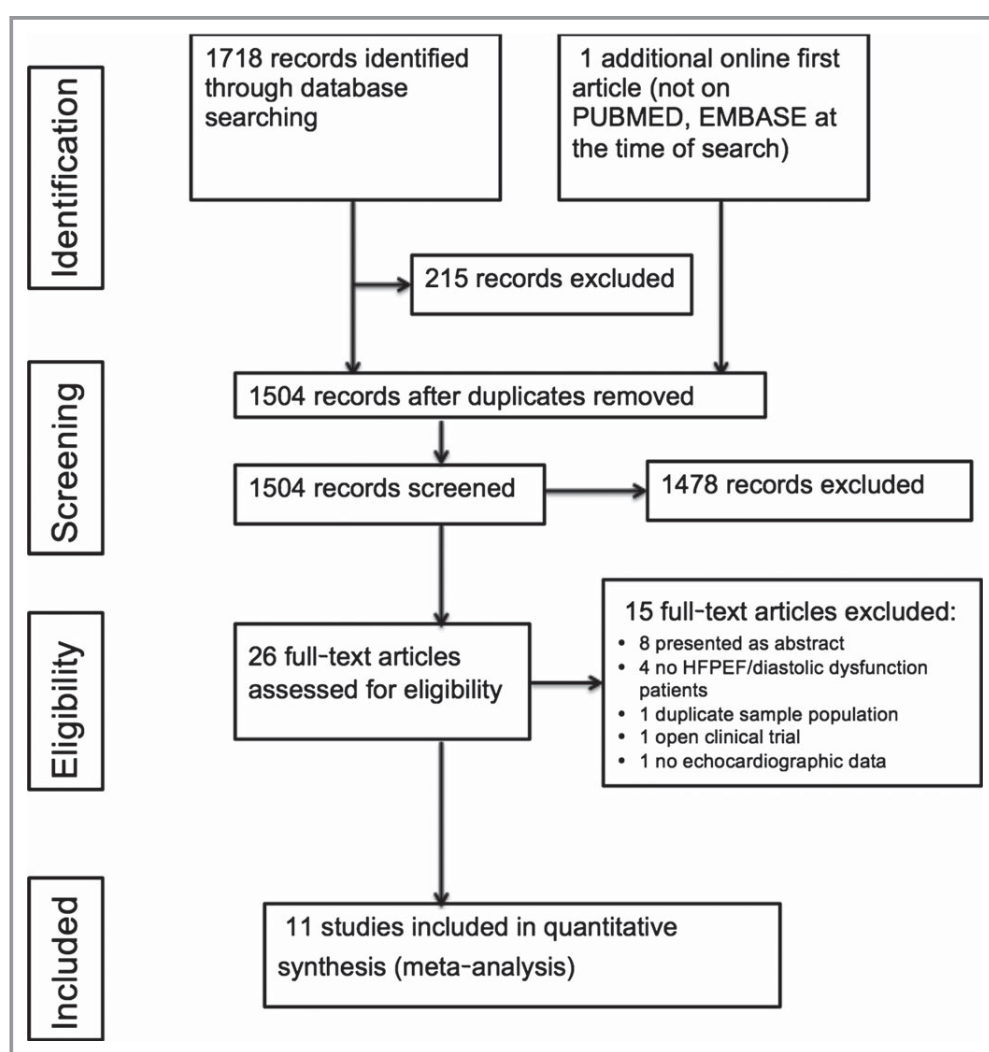 Identification
1718 records identified
through database
searching
1 additional online first
article (not on
PUBMED, EMBASE at
the time of search)
215 records excluded
Screening
1504 records after duplicates removed
1504 records screened
1478 records excluded
Eligibility
26 full-text articles
assessed for eligibility
15 full-text articles excluded:
• 8 presented as abstract
• 4 no HFPEF/diastolic dysfunction
patients
• 1 duplicate sample population
• 1 open clinical trial
• 1 no echocardiographic data
Included
11 studies included in quantitative
synthesis (meta-analysis)